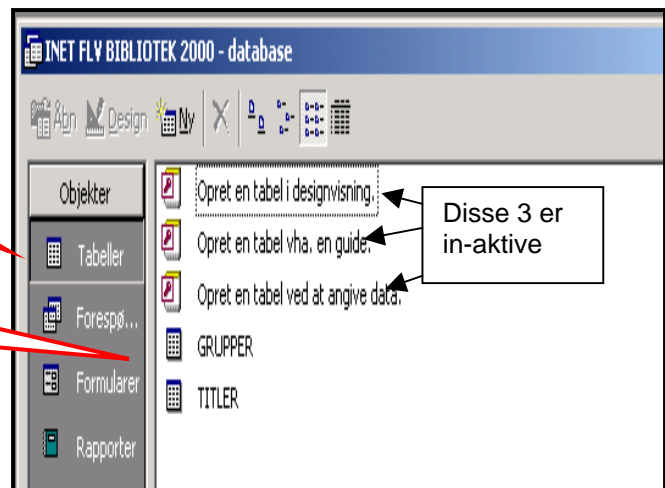 INET FLV BIBLIOTEK 2000 - database
Åbn Design Ny
Objekter
Tabeller
Forespø...
Formularer
Rapporter
Opret en tabel i designvisning.
Opret en tabel vha. en guide.
Opret en tabel ved at angive data.
GRUPPER
TITLER
Disse 3 er
in-aktive